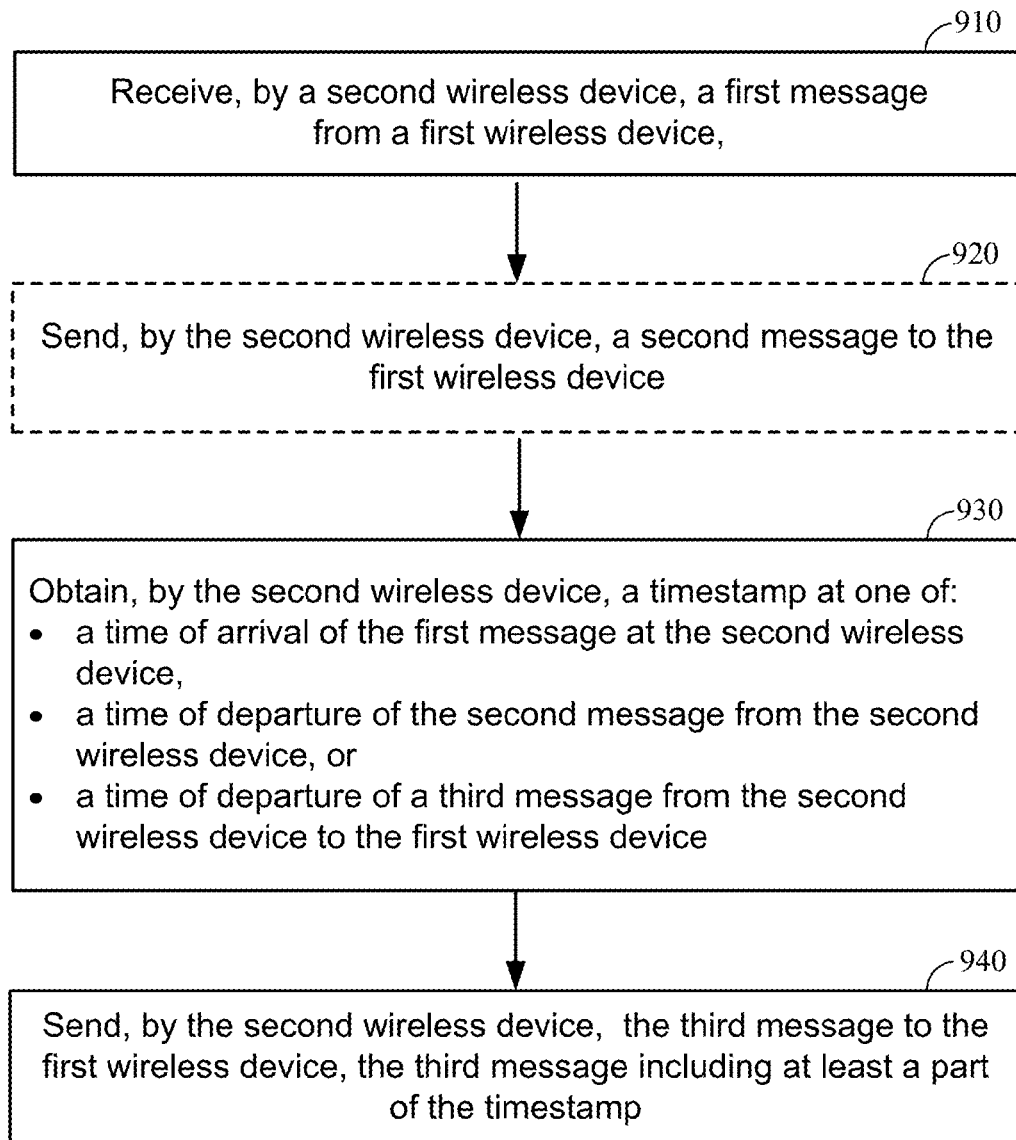 910
Receive, by a second wireless device, a first message
from a first wireless device,
920
Send, by the second wireless device, a second message to the
first wireless device
930
Obtain, by the second wireless device, a timestamp at one of:
• a time of arrival of the first message at the second wireless
device,
• a time of departure of the second message from the second
wireless device, or
• a time of departure of a third message from the second
wireless device to the first wireless device
940
Send, by the second wireless device, the third message to the
first wireless device, the third message including at least a part
of the timestamp